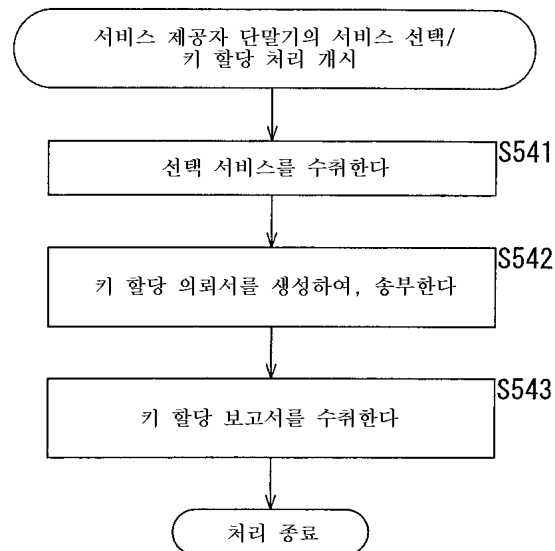 서비스 제공자 단말기의 서비스 선택/
키 할당 처리 개시
선택 서비스를 수취한다
S541
키 할당 의뢰서를 생성하여, 송부한다
S542
키 할당 보고서를 수취한다
S543
처리 종료